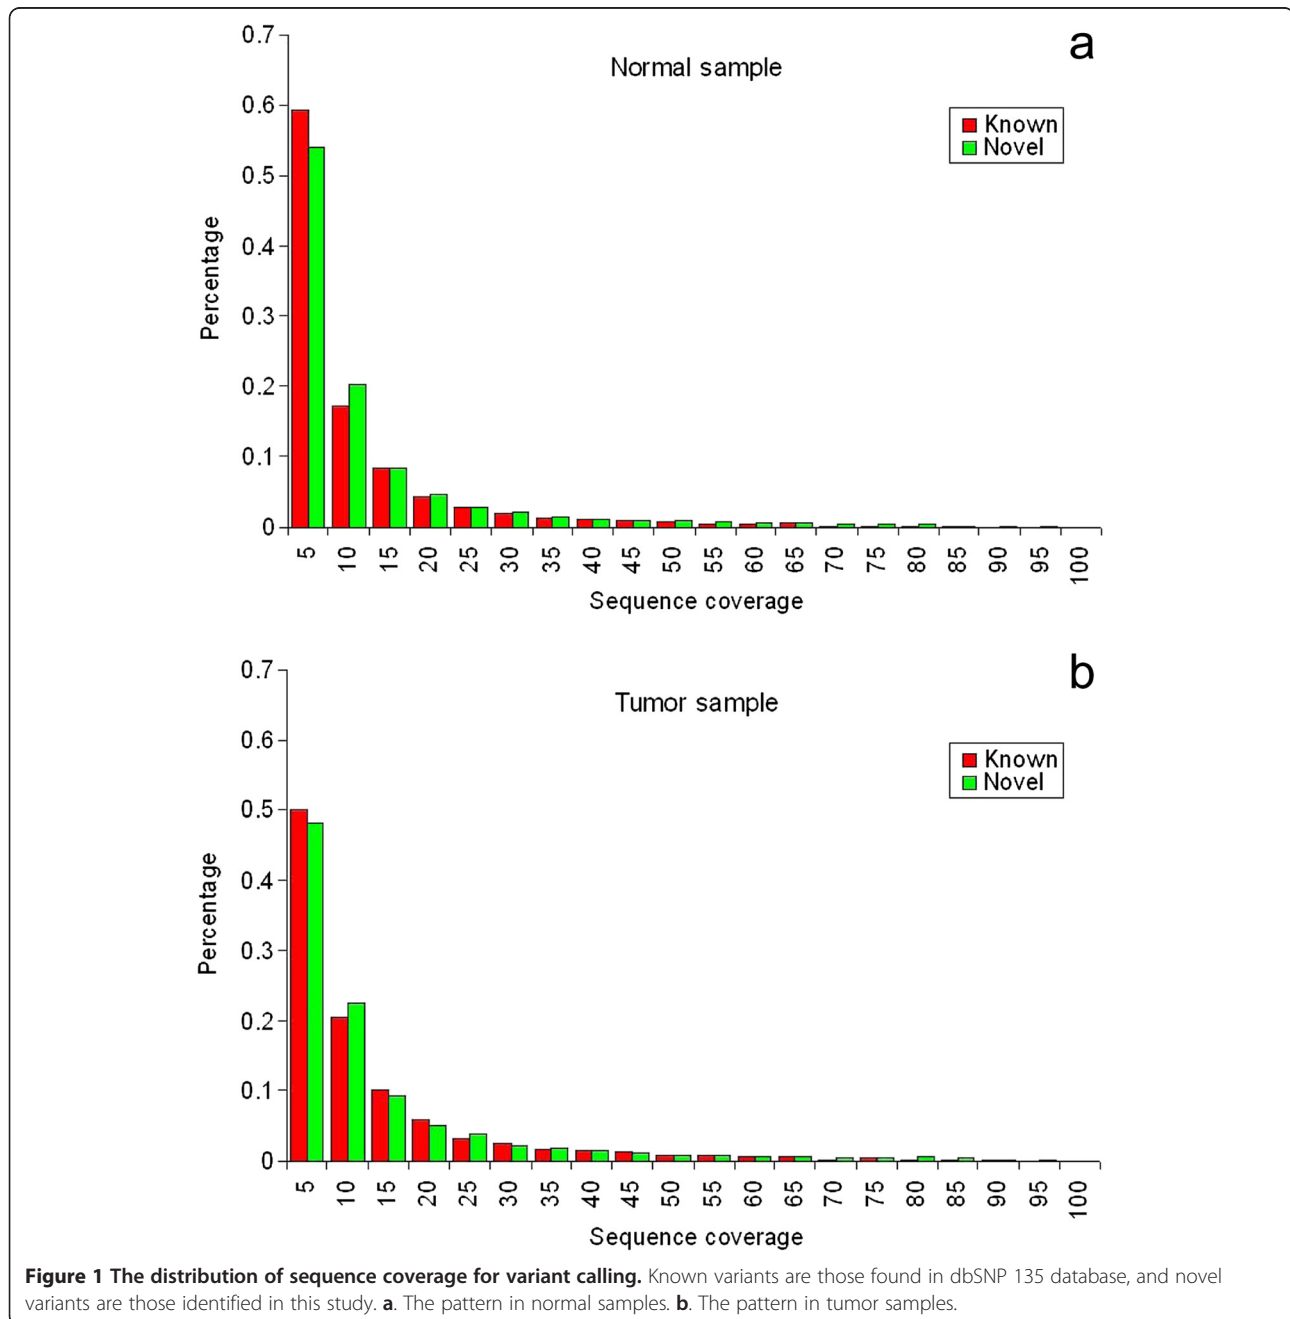 a
Normal sample
Known
Novel
0.7
0.6
0.5
0.4
0.3
0.2
0.1
0
Percentage
5 10 15 20 25 30 35 40 45 50 55 60 65 70 75 80 85 90 95 100
Sequence coverage
b
Tumor sample
Known
Novel
0.7
0.6
0.5
0.4
0.3
0.2
0.1
0
Percentage
5 10 15 20 25 30 35 40 45 50 55 60 65 70 75 80 85 90 95 100
Sequence coverage
Figure 1 The distribution of sequence coverage for variant calling. Known variants are those found in dbSNP 135 database, and novel
variants are those identified in this study. a. The pattern in normal samples. b. The pattern in tumor samples.